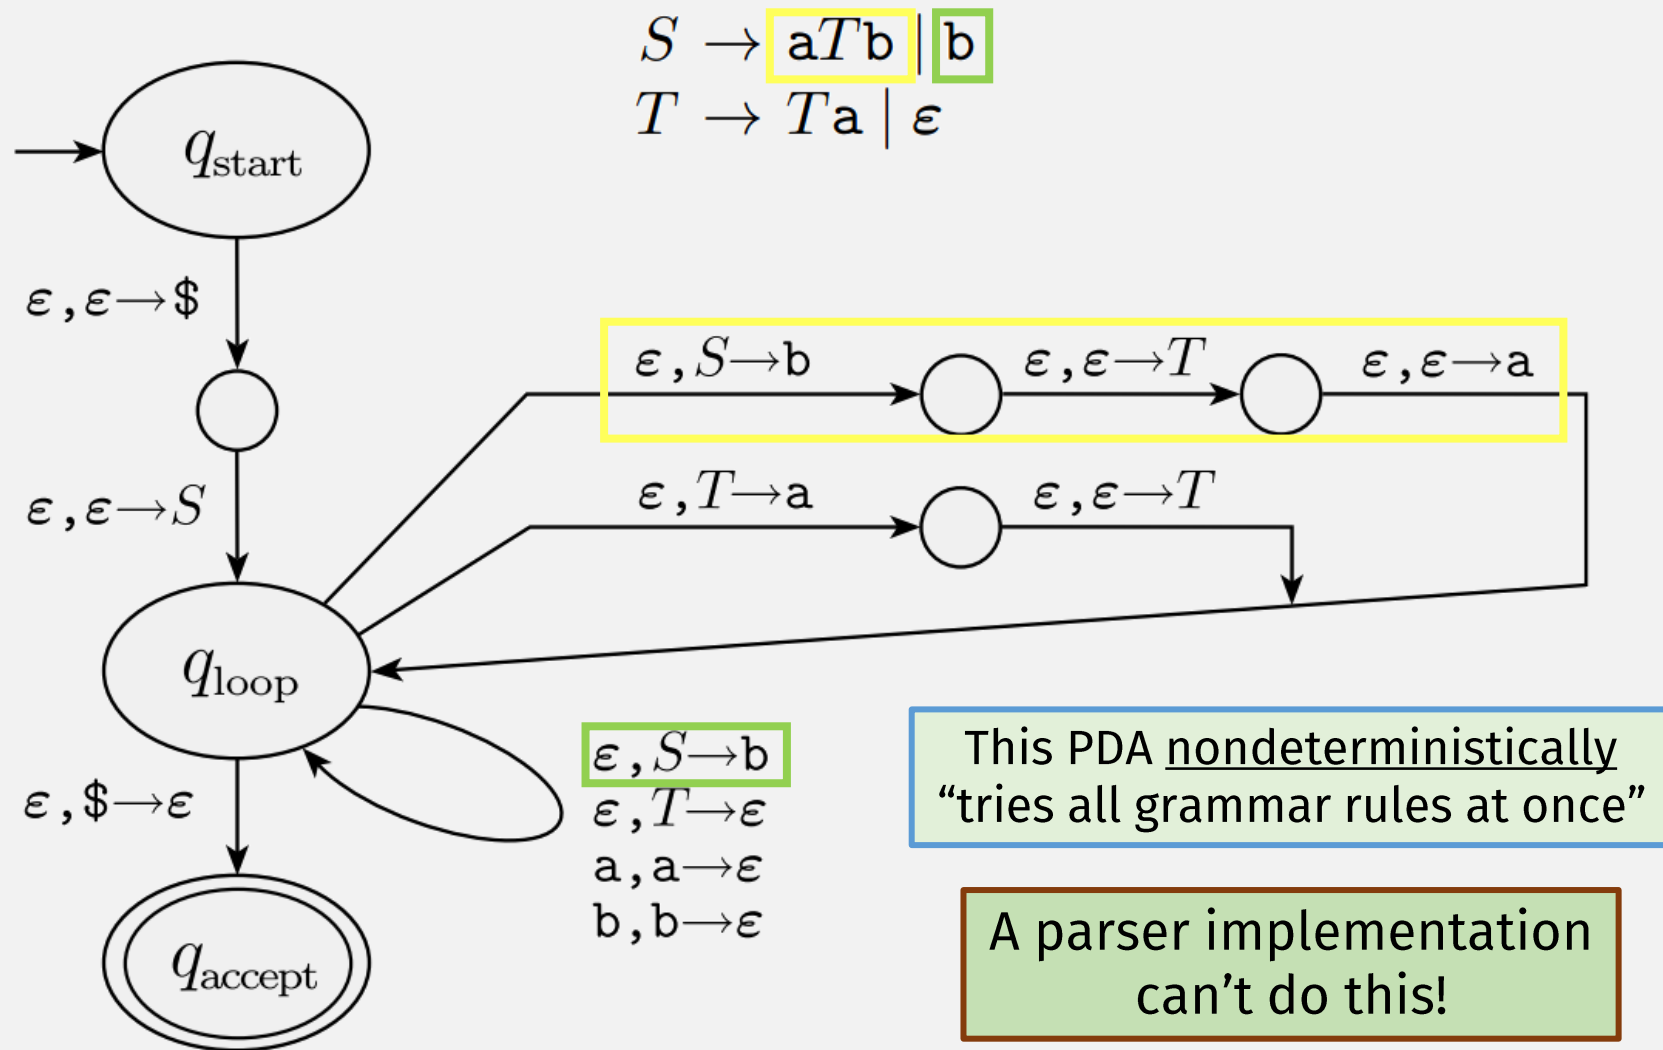 S → aTb | b
T → Ta | ε
q_start
ε,ε→$
ε,S→b
ε,ε→T
ε,ε→a
ε,ε→S
ε,T→a
ε,ε→T
q_loop
ε,$→ε
ε,S→b
ε,T→ε
a,a→ε
b,b→ε
This PDA nondeterministically
“tries all grammar rules at once”
q_accept
A parser implementation
can’t do this!